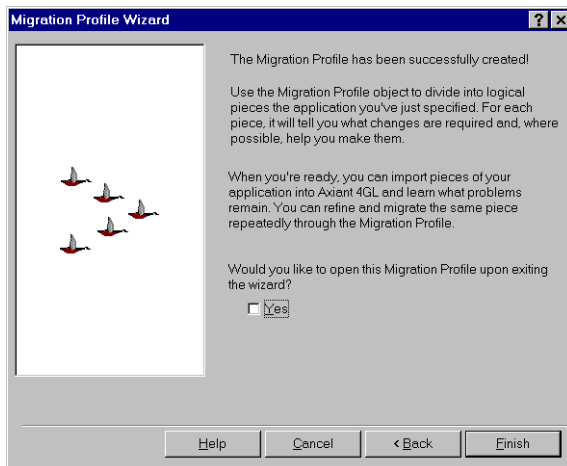 Migration Profile Wizard
The Migration Profile has been successfully created!
Use the Migration Profile object to divide into logical
pieces the application you've just specified. For each
piece, it will tell you what changes are required and, where
possible, help you make them.
When you're ready, you can import pieces of your
application into Axiant 4GL and learn what problems
remain. You can refine and migrate the same piece
repeatedly through the Migration Profile.
Would you like to open this Migration Profile upon exiting
the wizard?
Yes
Help
Cancel
< Back
Finish